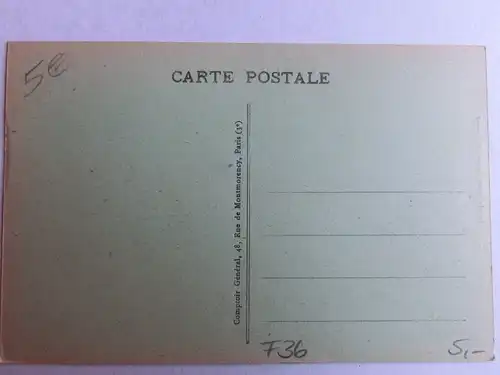 5€
CARTE POSTALE
Comptoir Général, 48, Rue de Montmorency, Paris (3e)
F36
5,-